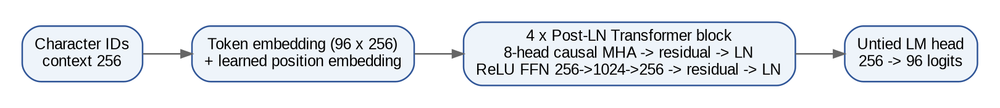 Character IDs
context 256
Token embedding (96 x 256)
+ learned position embedding
4 x Post-LN Transformer block
8-head causal MHA -> residual -> LN
ReLU FFN 256->1024->256 -> residual -> LN
Untied LM head
256 -> 96 logits